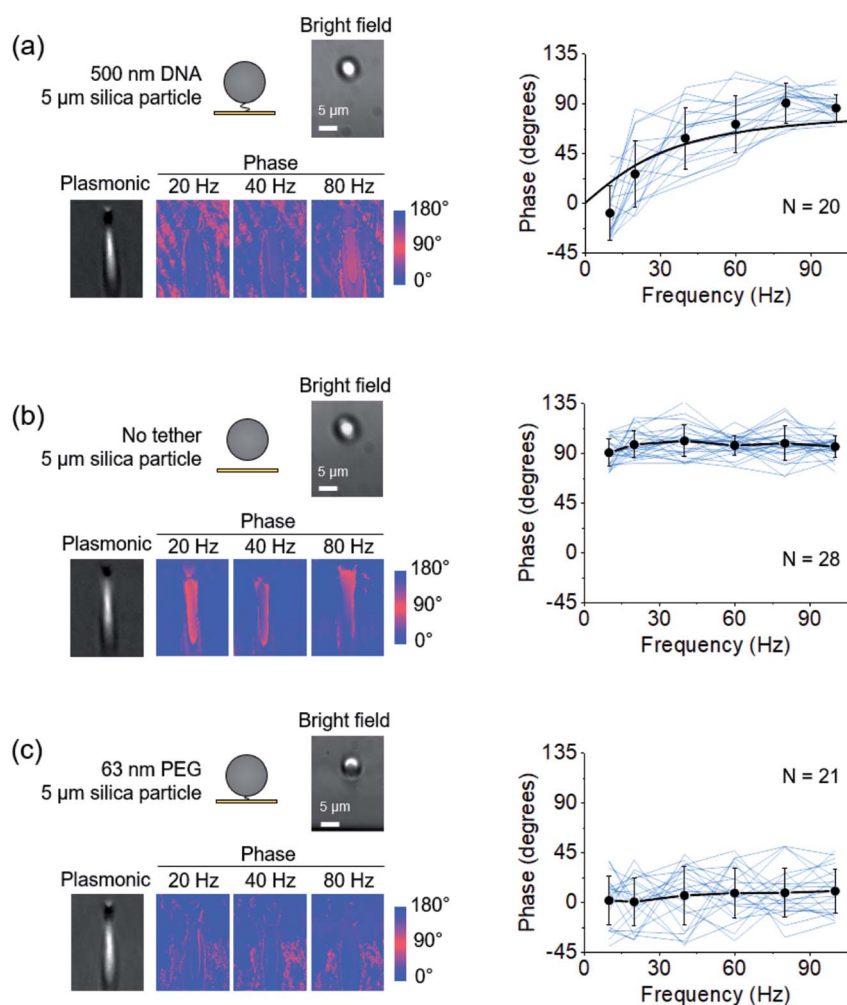 (a)
500 nm DNA
5 µm silica particle
Bright field
5 µm
Phase
Plasmonic
20 Hz
40 Hz
80 Hz
180°
90°
0°
135
90
45
0
-45
Phase (degrees)
N = 20
0
30
60
90
Frequency (Hz)
(b)
No tether
5 µm silica particle
Bright field
5 µm
Phase
Plasmonic
20 Hz
40 Hz
80 Hz
180°
90°
0°
135
90
45
0
-45
Phase (degrees)
N = 28
0
30
60
90
Frequency (Hz)
(c)
63 nm PEG
5 µm silica particle
Bright field
5 µm
Phase
Plasmonic
20 Hz
40 Hz
80 Hz
180°
90°
0°
135
90
45
0
-45
Phase (degrees)
N = 21
0
30
60
90
Frequency (Hz)